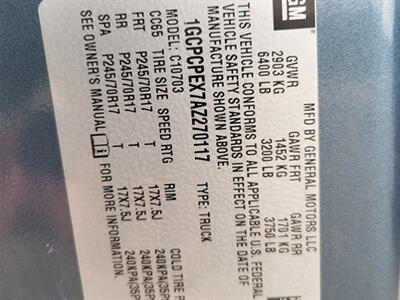 GM
MFD BY GENERAL MOTORS LLC
GVWR GAWR FRT GAWR RR
2903 KG 1452 KG 1701 KG
6400 LB 3200 LB 3750 LB
THIS VEHICLE CONFORMS TO ALL APPLICABLE U.S. FEDERAL
VEHICLE SAFETY STANDARDS IN EFFECT ON THE DATE OF
MANUFACTURE SHOWN ABOVE.
1GCPCPEX7AZ270117 TYPE: TRUCK
MODEL: C10703
CC65 TIRE SIZE SPEED RTG RIM COLD TIRE P
FRT P245/70R17 T 17X7.5J 240KPA(35P
RR P245/70R17 T 17X7.5J 240KPA(35P
SPA P245/70R17 T 17X7.5J 240KPA(35P
SEE OWNER'S MANUAL FOR MORE INFORMATION.